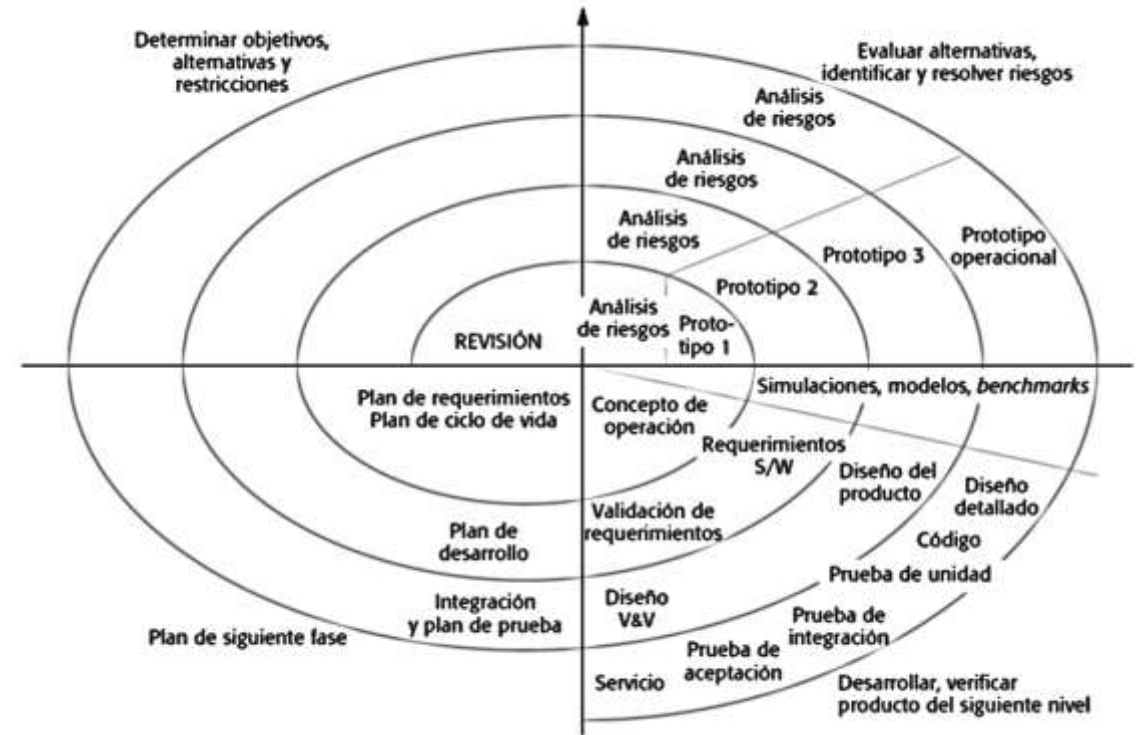 Determinar objetivos,
alternativas y
restricciones
Evaluar alternativas,
identificar y resolver riesgos
Análisis
de riesgos
Análisis
de riesgos
Análisis
de riesgos
Análisis
de riesgos
Proto-
tipo 1
Prototipo 2
Prototipo 3
Prototipo
operacional
REVISIÓN
Plan de requerimientos
Plan de ciclo de vida
Concepto de
operación
Simulaciones, modelos, benchmarks
Requerimientos
S/W
Diseño del
producto
Diseño
detallado
Plan de
desarrollo
Validación de
requerimientos
Código
Prueba de unidad
Integración
y plan de prueba
Diseño
V&V
Prueba de
integración
Plan de siguiente fase
Prueba de
aceptación
Servicio
Desarrollar, verificar
producto del siguiente nivel